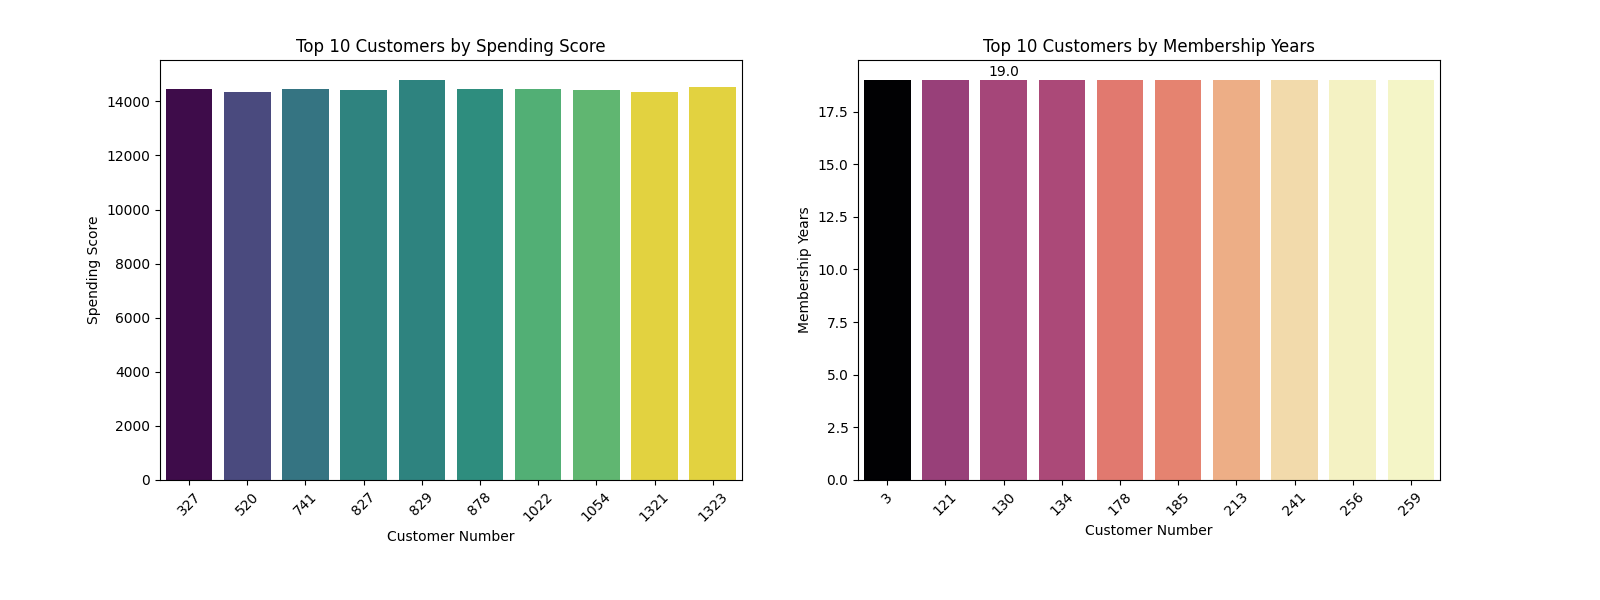 Top 10 Customers by Spending Score
Spending Score
14000
12000
10000
8000
6000
4000
2000
0
327 520 741 827 829 878 1022 1054 1321 1323
Customer Number
Top 10 Customers by Membership Years
19.0
Membership Years
17.5
15.0
12.5
10.0
7.5
5.0
2.5
0.0
3 121 130 134 178 185 213 241 256 259
Customer Number